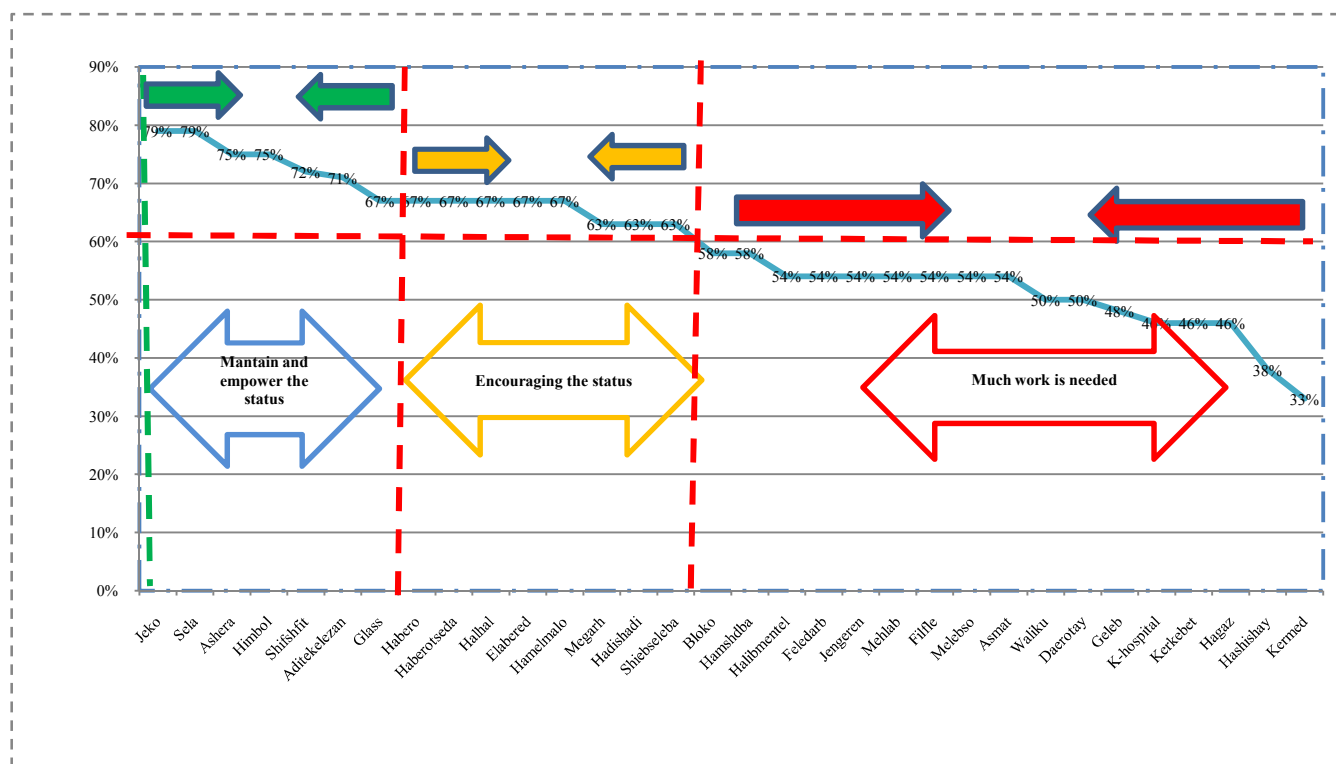 90%
80%
70%
60%
50%
40%
30%
20%
10%
0%
79% 79% 75% 75% 72% 71% 67% 67% 67% 67% 67% 67% 63% 63% 63% 58% 58% 54% 54% 54% 54% 54% 54% 54% 50% 50% 48% 46% 46% 46% 38% 33%
Mantain and
empower the
status
Encouraging the status
Much work is needed
Jeko
Sela
Ashera
Himbol
Shifshfit
Aditekelezan
Glass
Habero
Haberotseda
Halhal
Elabered
Hamelmalo
Megarh
Hadishadi
Shiebseleba
Bloko
Hamshdba
Halibmentel
Feledarb
Jengeren
Mehlab
Filfle
Melebso
Asmat
Waliku
Daerotay
Geleb
K-hospital
Kerkebet
Hagaz
Hashishay
Kermed